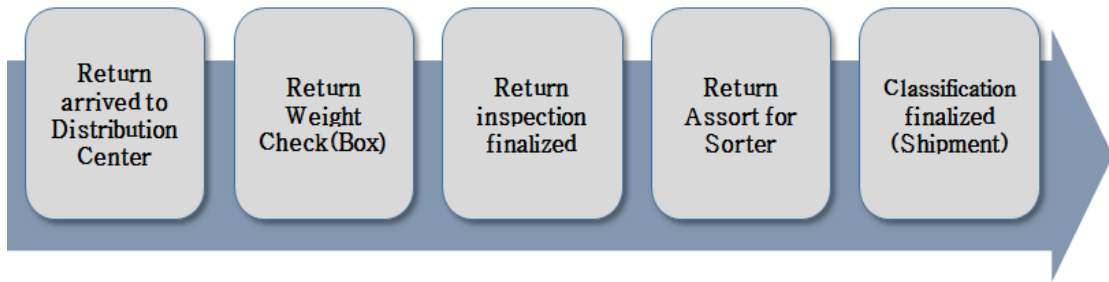 Return
arrived to
Distribution
Center
Return
Weight
Check(Box)
Return
inspection
finalized
Return
Assort for
Sorter
Classification
finalized
(Shipment)